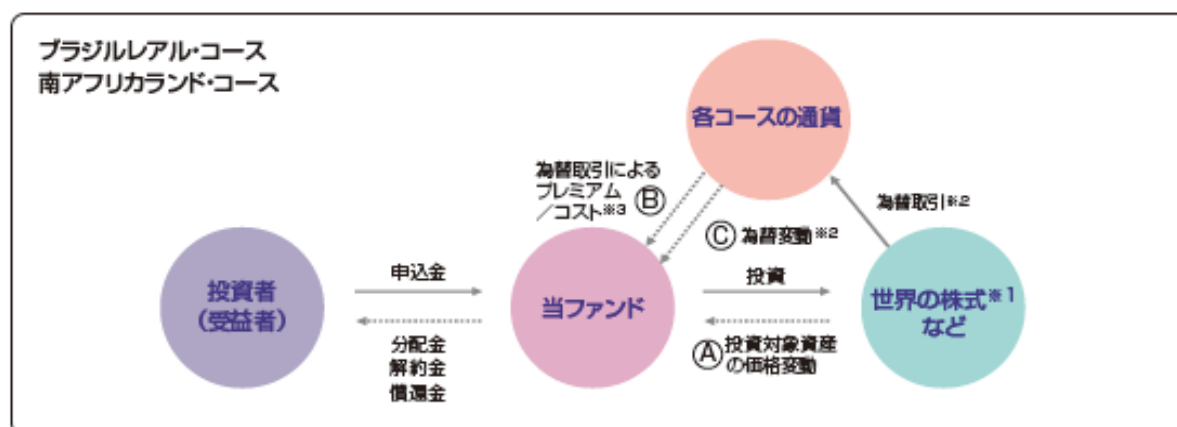 ブラジルレアル・コース
南アフリカランド・コース
各コースの通貨
為替取引による
プレミアム
／コスト※3
Ⓑ
為替取引※2
Ⓒ 為替変動※2
投資者
（受益者）
申込金
分配金
解約金
償還金
当ファンド
投資
Ⓐ 投資対象資産
の価格変動
世界の株式※1
など